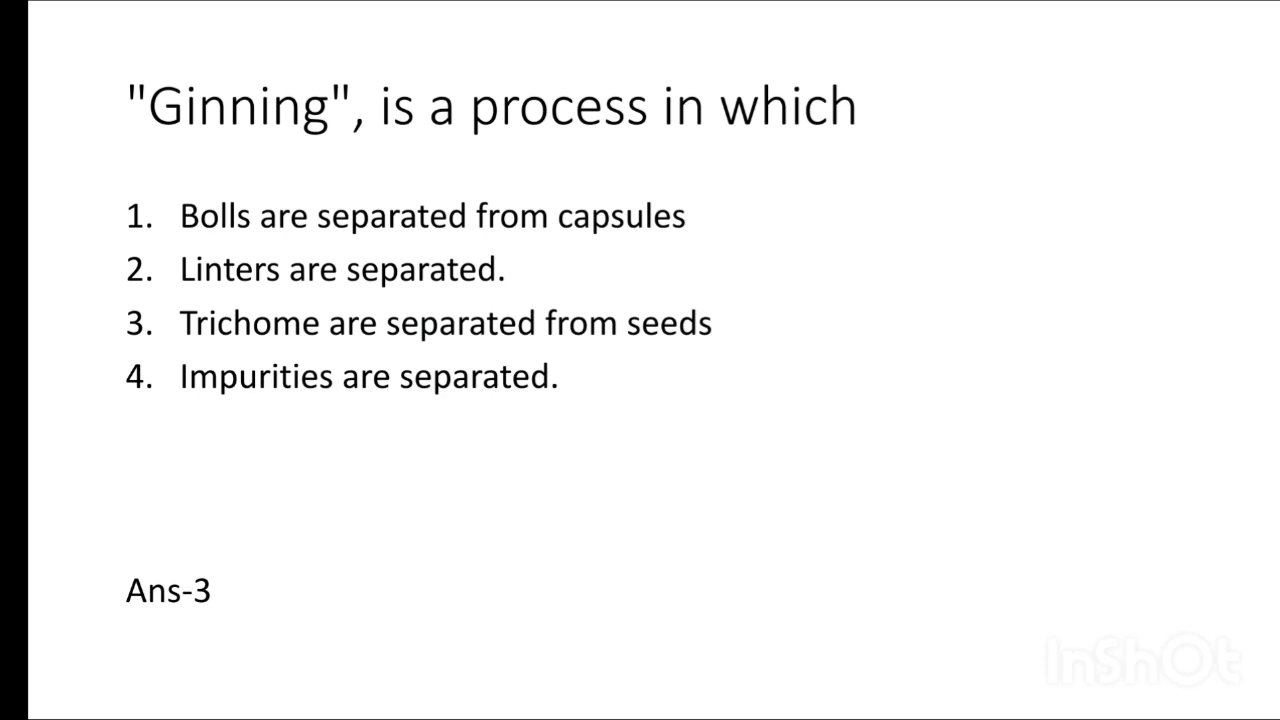 "Ginning", is a process in which
1. Bolls are separated from capsules
2. Linters are separated.
3. Trichome are separated from seeds
4. Impurities are separated.
Ans-3
InShOt